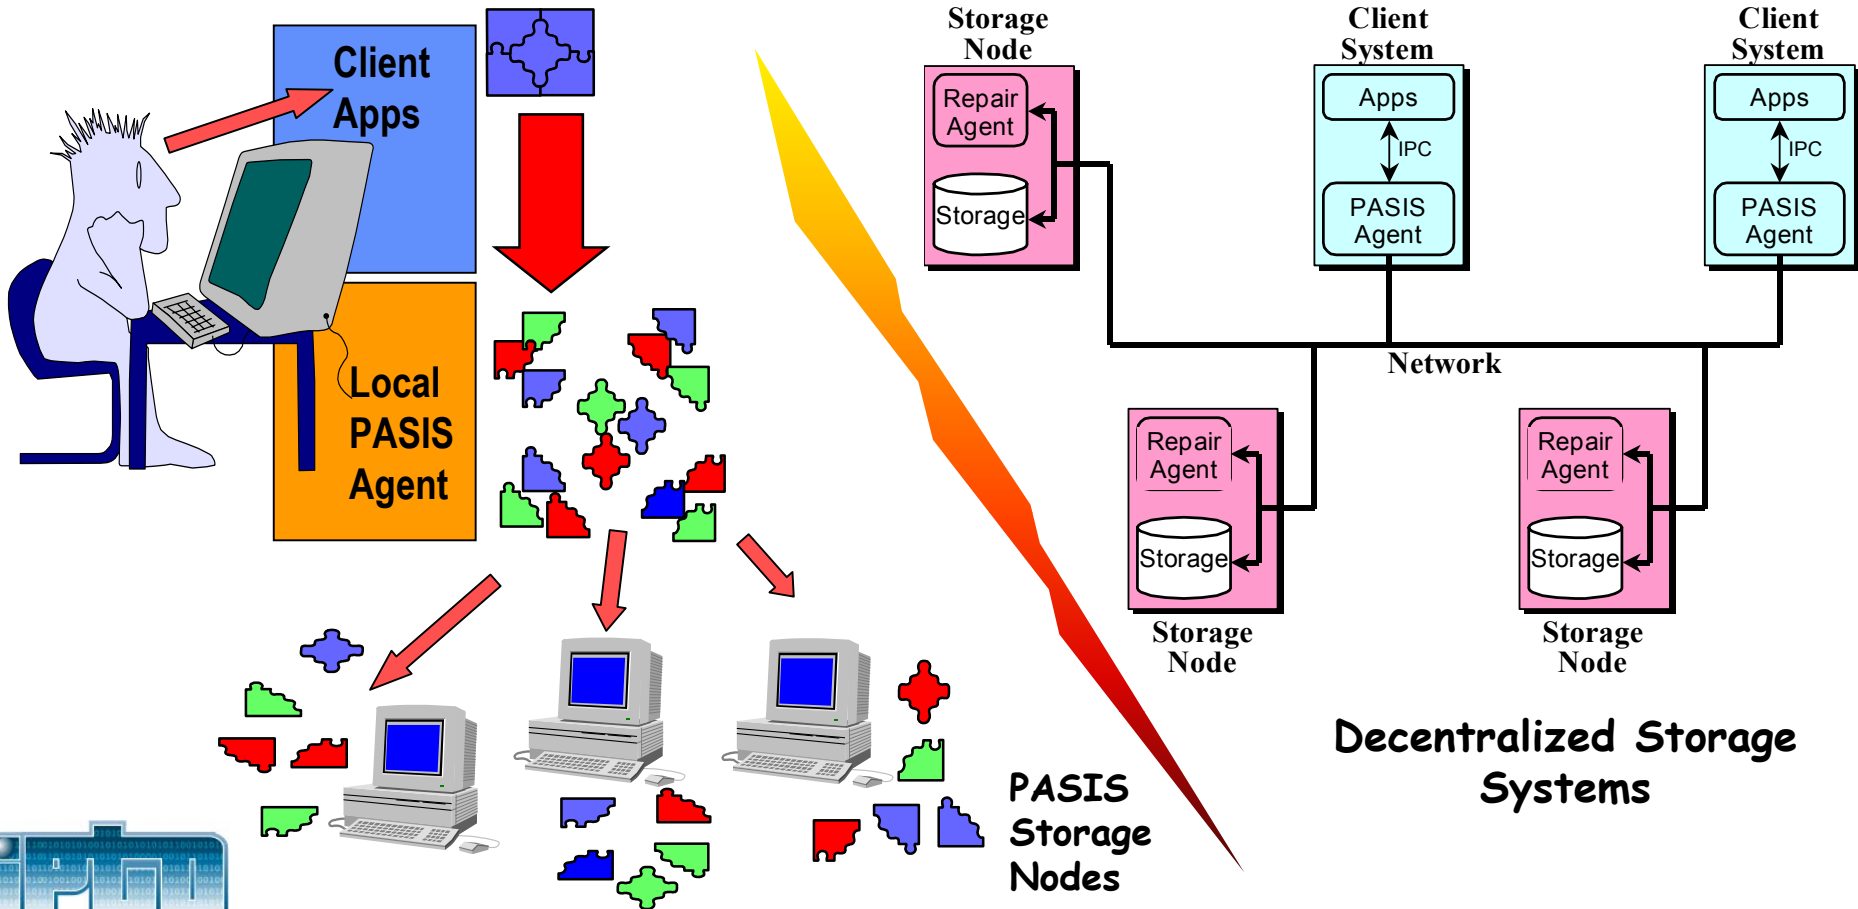 Client
Apps
Local
PASIS
Agent
PASIS
Storage
Nodes
Storage
Node
Repair
Agent
Storage
Client
System
Apps
IPC
PASIS
Agent
Client
System
Apps
IPC
PASIS
Agent
Network
Repair
Agent
Storage
Storage
Node
Repair
Agent
Storage
Storage
Node
Decentralized Storage
Systems